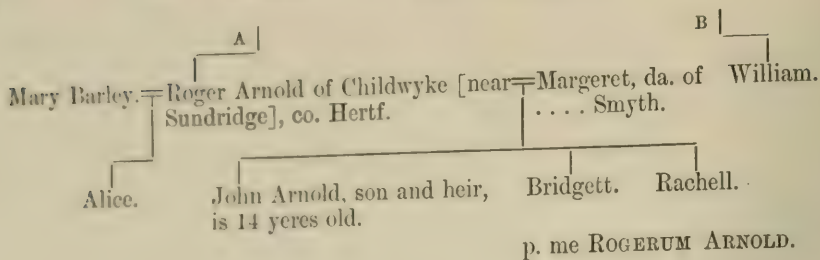 A B
Mary Barley. Roger Arnold of Childwyke [near Margeret, da. of William.
Sundridge], co. Hertf. .... Smyth.
Alice. John Arnold, son and heir, Bridgett. Rachell.
is 14 yeres old.
p. me ROGERUM ARNOLD.